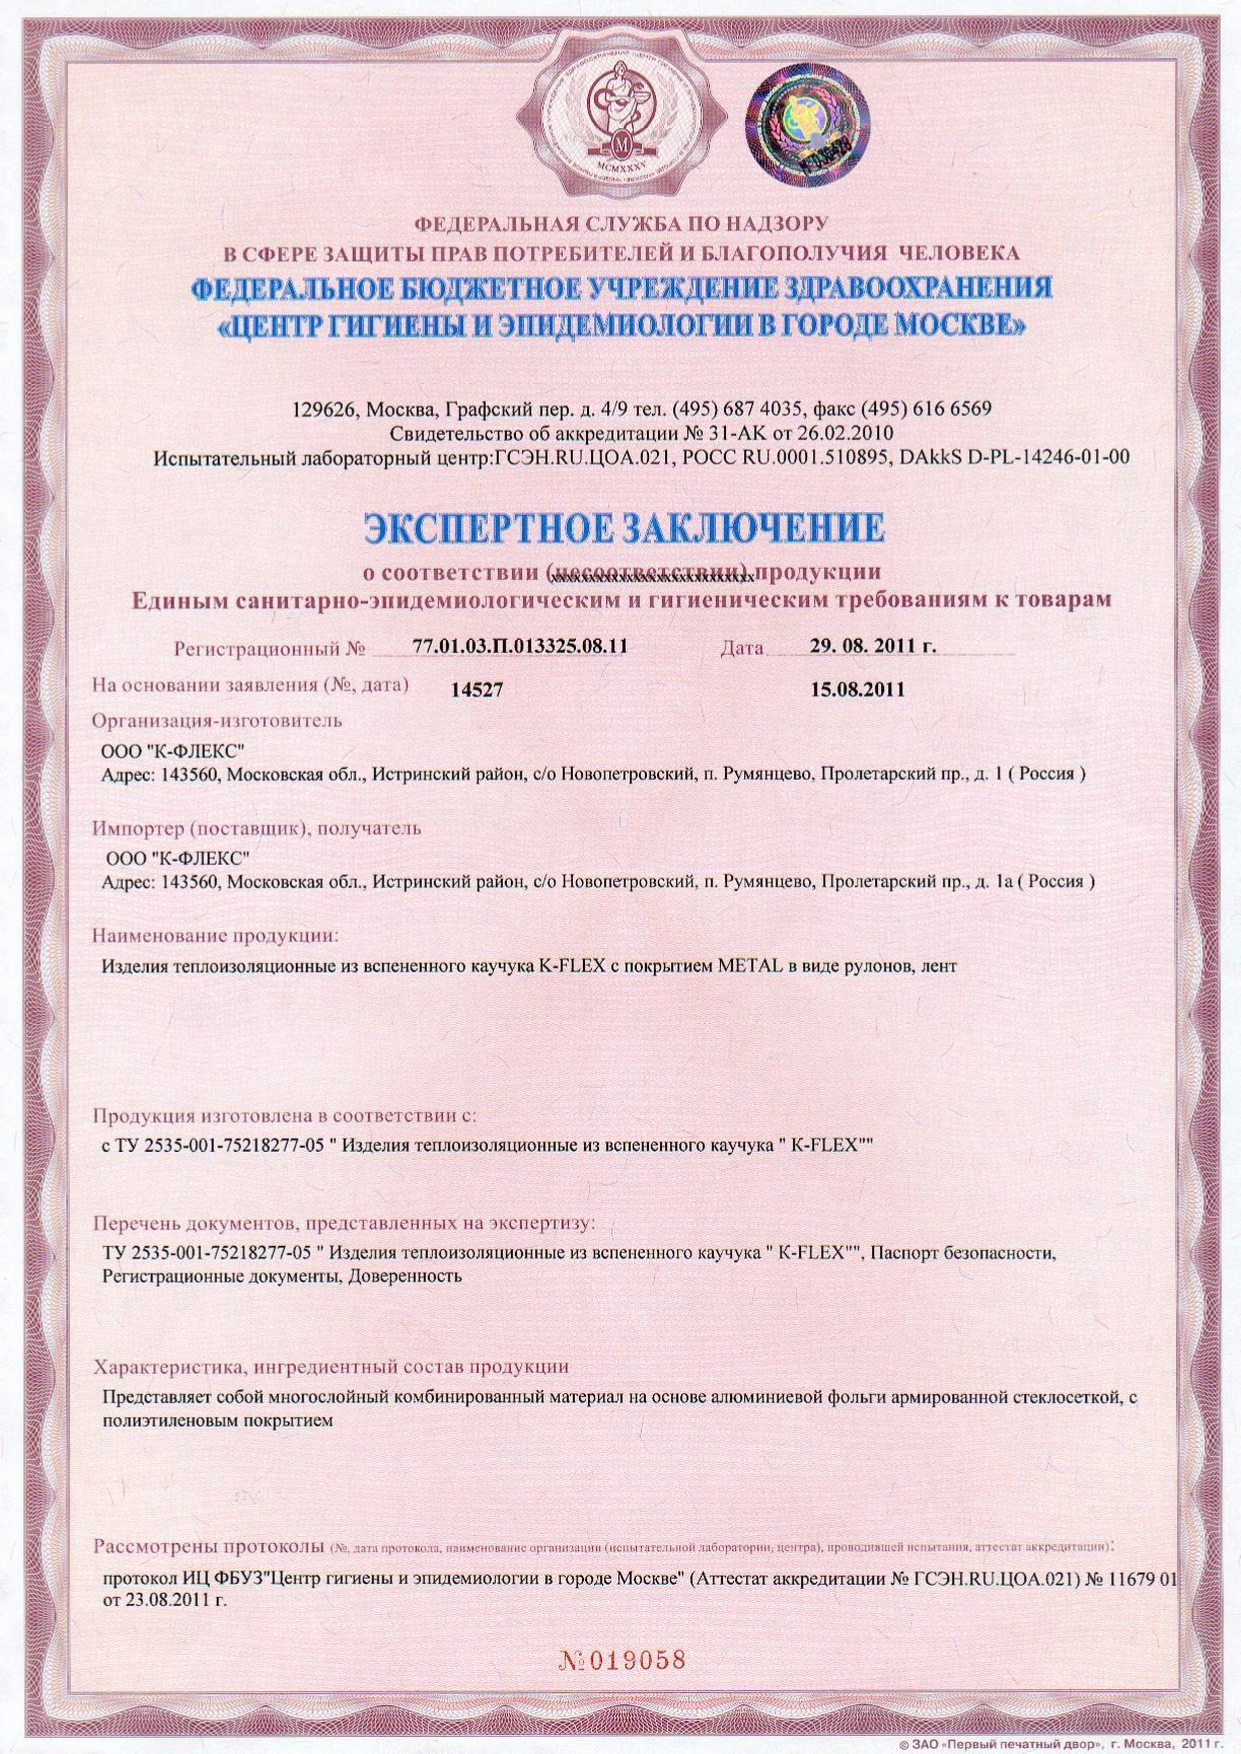 MCMXXXV
М
ФЕДЕРАЛЬНАЯ СЛУЖБА ПО НАДЗОРУ
В СФЕРЕ ЗАЩИТЫ ПРАВ ПОТРЕБИТЕЛЕЙ И БЛАГОПОЛУЧИЯ ЧЕЛОВЕКА
ФЕДЕРАЛЬНОЕ БЮДЖЕТНОЕ УЧРЕЖДЕНИЕ ЗДРАВООХРАНЕНИЯ
«ЦЕНТР ГИГИЕНЫ И ЭПИДЕМИОЛОГИИ В ГОРОДЕ МОСКВЕ»
129626, Москва, Графский пер. д. 4/9 тел. (495) 687 4035, факс (495) 616 6569
Свидетельство об аккредитации № 31-АК от 26.02.2010
Испытательный лабораторный центр:ГСЭН.RU.ЦОА.021, РОСС RU.0001.510895, DAkkS D-PL-14246-01-00
ЭКСПЕРТНОЕ ЗАКЛЮЧЕНИЕ
о соответствии (несоответствии) продукции
Единым санитарно-эпидемиологическим и гигиеническим требованиям к товарам
Регистрационный № 77.01.03.П.013325.08.11 Дата 29. 08. 2011 г.
На основании заявления (№, дата) 14527 15.08.2011
Организация-изготовитель
ООО "К-ФЛЕКС"
Адрес: 143560, Московская обл., Истринский район, с/о Новопетровский, п. Румянцево, Пролетарский пр., д. 1 ( Россия )
Импортер (поставщик), получатель
ООО "К-ФЛЕКС"
Адрес: 143560, Московская обл., Истринский район, с/о Новопетровский, п. Румянцево, Пролетарский пр., д. 1а ( Россия )
Наименование продукции:
Изделия теплоизоляционные из вспененного каучука K-FLEX с покрытием METAL в виде рулонов, лент
Продукция изготовлена в соответствии с:
с ТУ 2535-001-75218277-05 " Изделия теплоизоляционные из вспененного каучука " K-FLEX""
Перечень документов, представленных на экспертизу:
ТУ 2535-001-75218277-05 " Изделия теплоизоляционные из вспененного каучука " K-FLEX"", Паспорт безопасности,
Регистрационные документы, Доверенность
Характеристика, ингредиентный состав продукции
Представляет собой многослойный комбинированный материал на основе алюминиевой фольги армированной стеклосеткой, с
полиэтиленовым покрытием
Рассмотрены протоколы (№, дата протокола, наименование организации (испытательной лаборатории, центра), проводившей испытания, аттестат аккредитации):
протокол ИЦ ФБУЗ"Центр гигиены и эпидемиологии в городе Москве" (Аттестат аккредитации № ГСЭН.RU.ЦОА.021) № 11679 01
от 23.08.2011 г.
№019058
© ЗАО «Первый печатный двор», г. Москва, 2011 г.